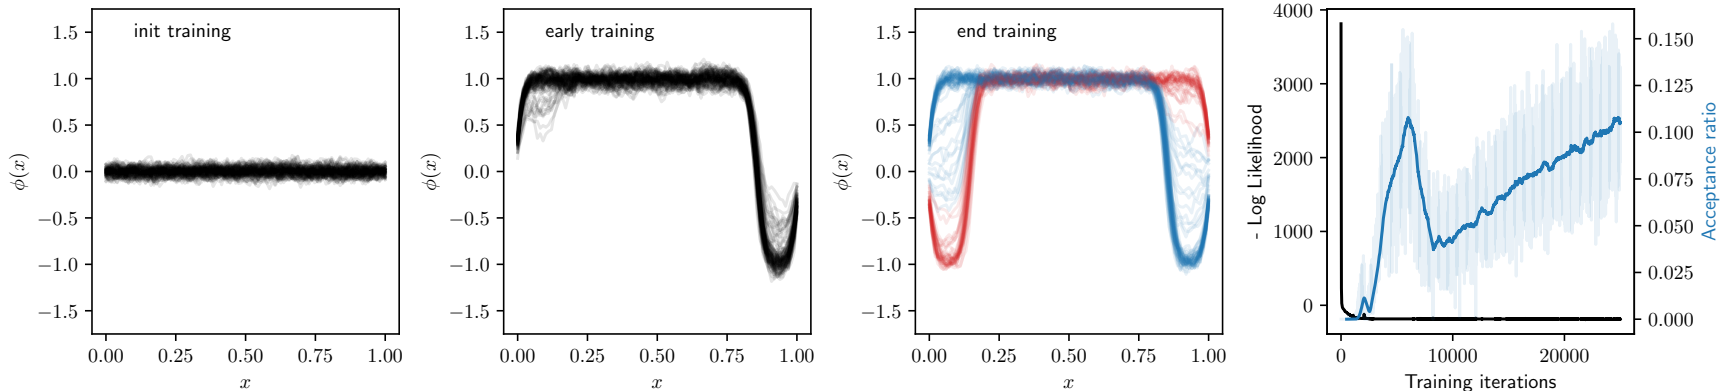 init training
1.5
1.0
0.5
0.0
−0.5
−1.0
−1.5
ϕ(x)
0.00 0.25 0.50 0.75 1.00
x
early training
1.5
1.0
0.5
0.0
−0.5
−1.0
−1.5
ϕ(x)
0.00 0.25 0.50 0.75 1.00
x
end training
1.5
1.0
0.5
0.0
−0.5
−1.0
−1.5
ϕ(x)
0.00 0.25 0.50 0.75 1.00
x
4000
3000
2000
1000
0
- Log Likelihood
0.150
0.125
0.100
0.075
0.050
0.025
0.000
Acceptance ratio
0 10000 20000
Training iterations